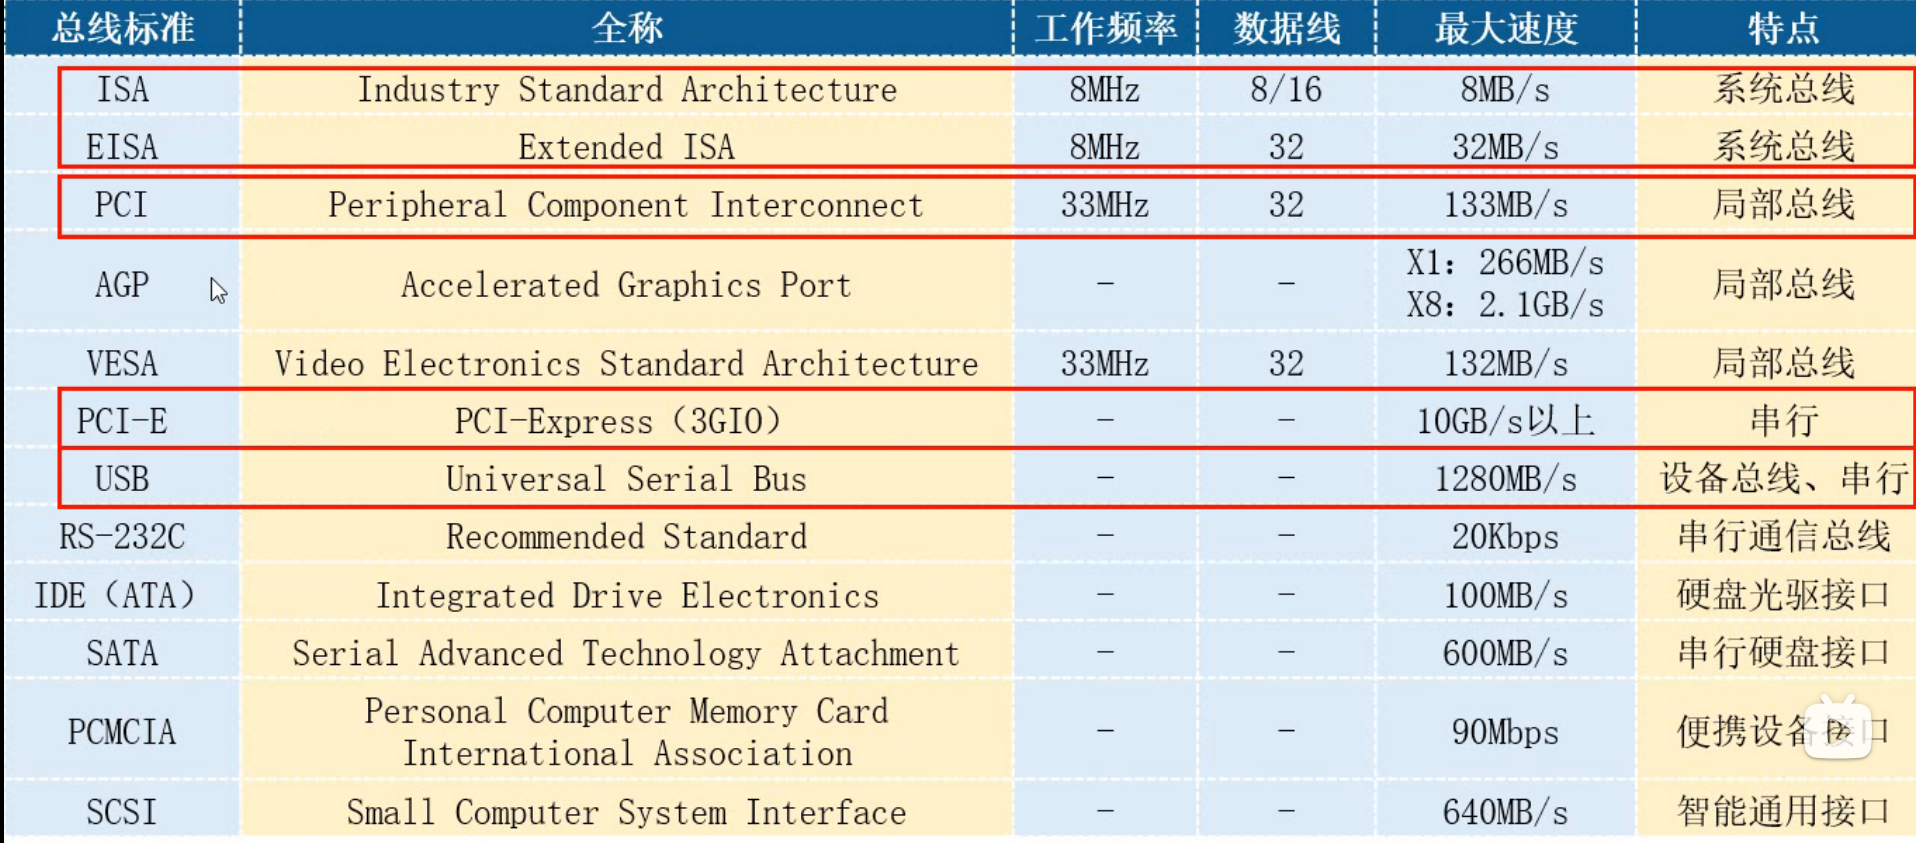 总线标准 全称 工作频率 数据线 最大速度 特点
ISA Industry Standard Architecture 8MHz 8/16 8MB/s 系统总线
EISA Extended ISA 8MHz 32 32MB/s 系统总线
PCI Peripheral Component Interconnect 33MHz 32 133MB/s 局部总线
AGP Accelerated Graphics Port - - X1: 266MB/s 局部总线
X8: 2.1GB/s
VESA Video Electronics Standard Architecture 33MHz 32 132MB/s 局部总线
PCI-E PCI-Express（3GIO） - - 10GB/s以上 串行
USB Universal Serial Bus - - 1280MB/s 设备总线、串行
RS-232C Recommended Standard - - 20Kbps 串行通信总线
IDE（ATA） Integrated Drive Electronics - - 100MB/s 硬盘光驱接口
SATA Serial Advanced Technology Attachment - - 600MB/s 串行硬盘接口
PCMCIA Personal Computer Memory Card - - 90Mbps 便携设备接口
International Association
SCSI Small Computer System Interface - - 640MB/s 智能通用接口